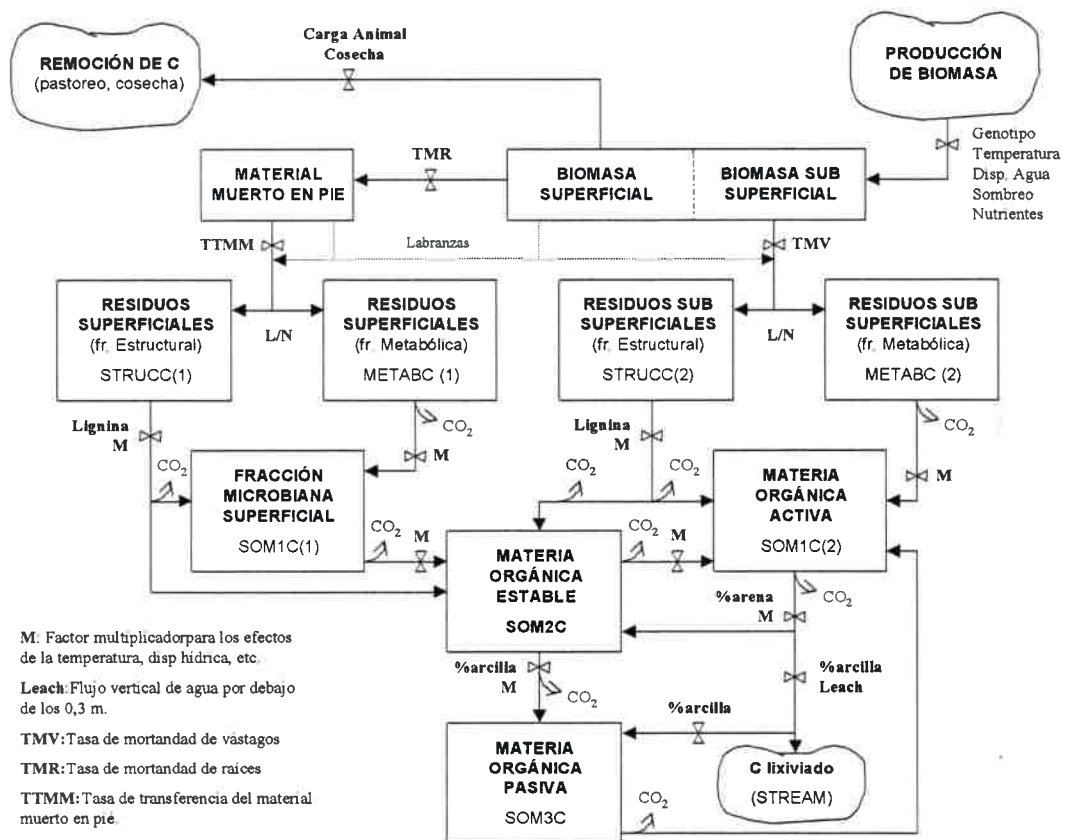 Carga Animal
Cosecha
REMOCIÓN DE C
(pastoreo, cosecha)
PRODUCCIÓN
DE BIOMASA
Genotipo
Temperatura
Disp. Agua
Sombreo
Nutrientes
MATERIAL
MUERTO EN PIE
TMR
BIOMASA
SUPERFICIAL
BIOMASA SUB
SUPERFICIAL
TTMM
Labranzas
TMV
RESIDUOS
SUPERFICIALES
(fr. Estructural)
STRUCC(1)
L/N
RESIDUOS
SUPERFICIALES
(fr. Metabólica)
METABC (1)
RESIDUOS SUB
SUPERFICIALES
(fr. Estructural)
STRUCC(2)
L/N
RESIDUOS SUB
SUPERFICIALES
(fr. Metabólica)
METABC (2)
Lignina
M
CO2
CO2
M
Lignina
M
CO2
CO2
CO2
M
FRACCIÓN
MICROBIANA
SUPERFICIAL
SOM1C(1)
CO2
M
MATERIA
ORGÁNICA
ESTABLE
SOM2C
CO2
M
MATERIA
ORGÁNICA
ACTIVA
SOM1C(2)
%arena
M
CO2
%arcilla
M
CO2
%arcilla
Leach
%arcilla
MATERIA
ORGÁNICA
PASIVA
SOM3C
CO2
C lixiviado
(STREAM)
M: Factor multiplicadorpara los efectos
de la temperatura, disp hídrica, etc.
Leach:Flujo vertical de agua por debajo
de los 0,3 m.
TMV:Tasa de mortandad de vástagos
TMR:Tasa de mortandad de raíces
TTMM:Tasa de transferencia del material
muerto en pié.